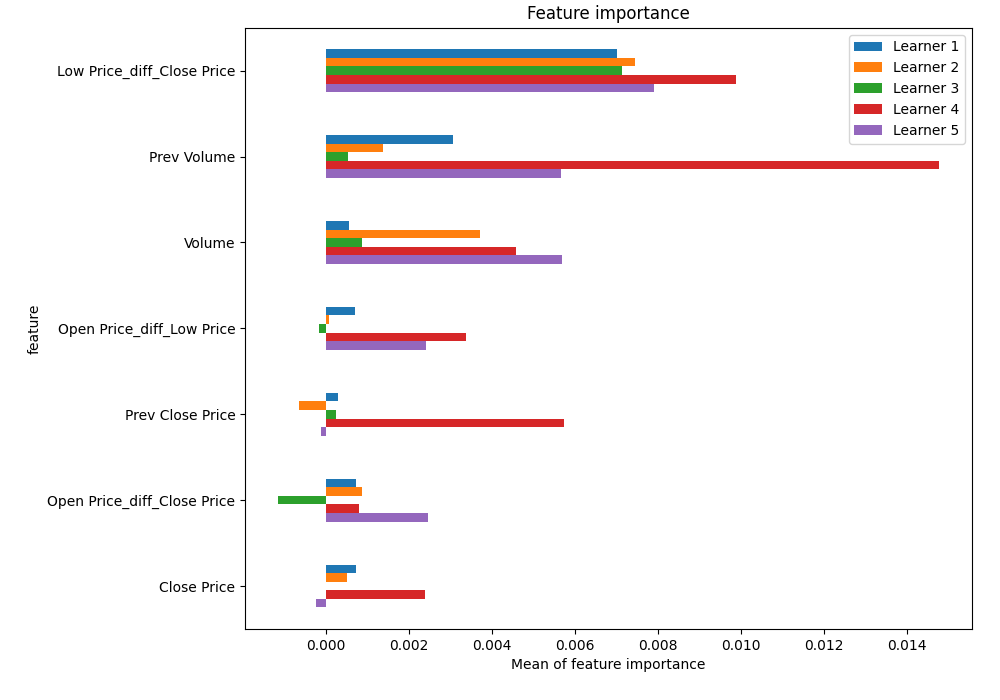 Feature importance
Learner 1
Learner 2
Learner 3
Learner 4
Learner 5
feature
Low Price_diff_Close Price
Prev Volume
Volume
Open Price_diff_Low Price
Prev Close Price
Open Price_diff_Close Price
Close Price
0.000 0.002 0.004 0.006 0.008 0.010 0.012 0.014
Mean of feature importance